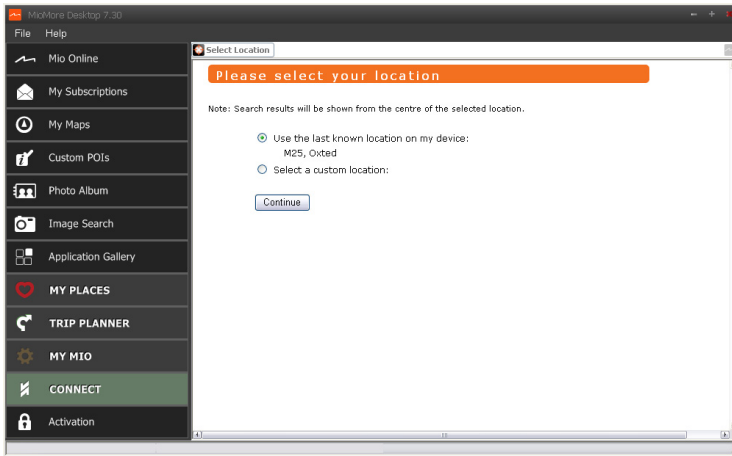 MioMore Desktop 7.30
File Help
Mio Online
My Subscriptions
My Maps
Custom POIs
Photo Album
Image Search
Application Gallery
MY PLACES
TRIP PLANNER
MY MIO
CONNECT
Activation
Select Location
Please select your location
Note: Search results will be shown from the centre of the selected location.
Use the last known location on my device:
M25, Oxted
Select a custom location:
Continue